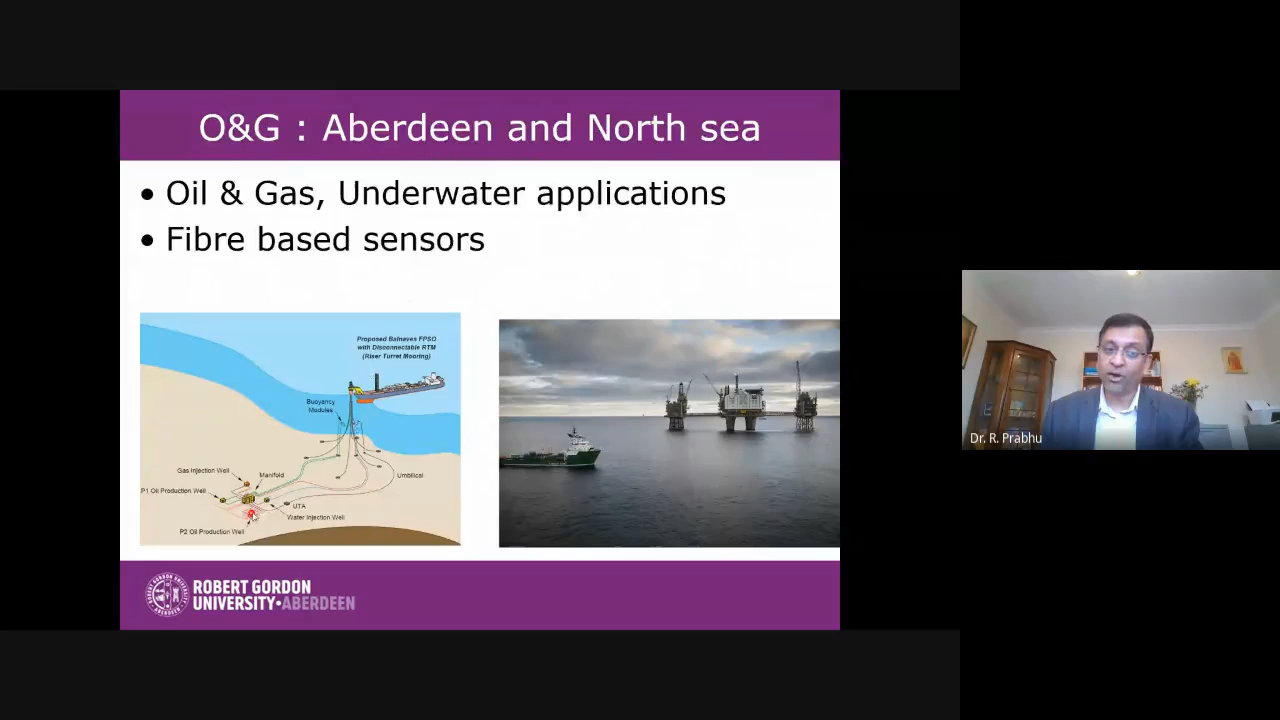 O&G : Aberdeen and North sea
• Oil & Gas, Underwater applications
• Fibre based sensors
Proposed Balnaves FPSO
with Disconnectable RTM
(Riser Turret Mooring)
Buoyancy
Modules
Gas Injection Well
Manifold
Umbilical
P1 Oil Production Well
UTA
Water Injection Well
P2 Oil Production Well
ROBERT GORDON
UNIVERSITY•ABERDEEN
Dr. R. Prabhu